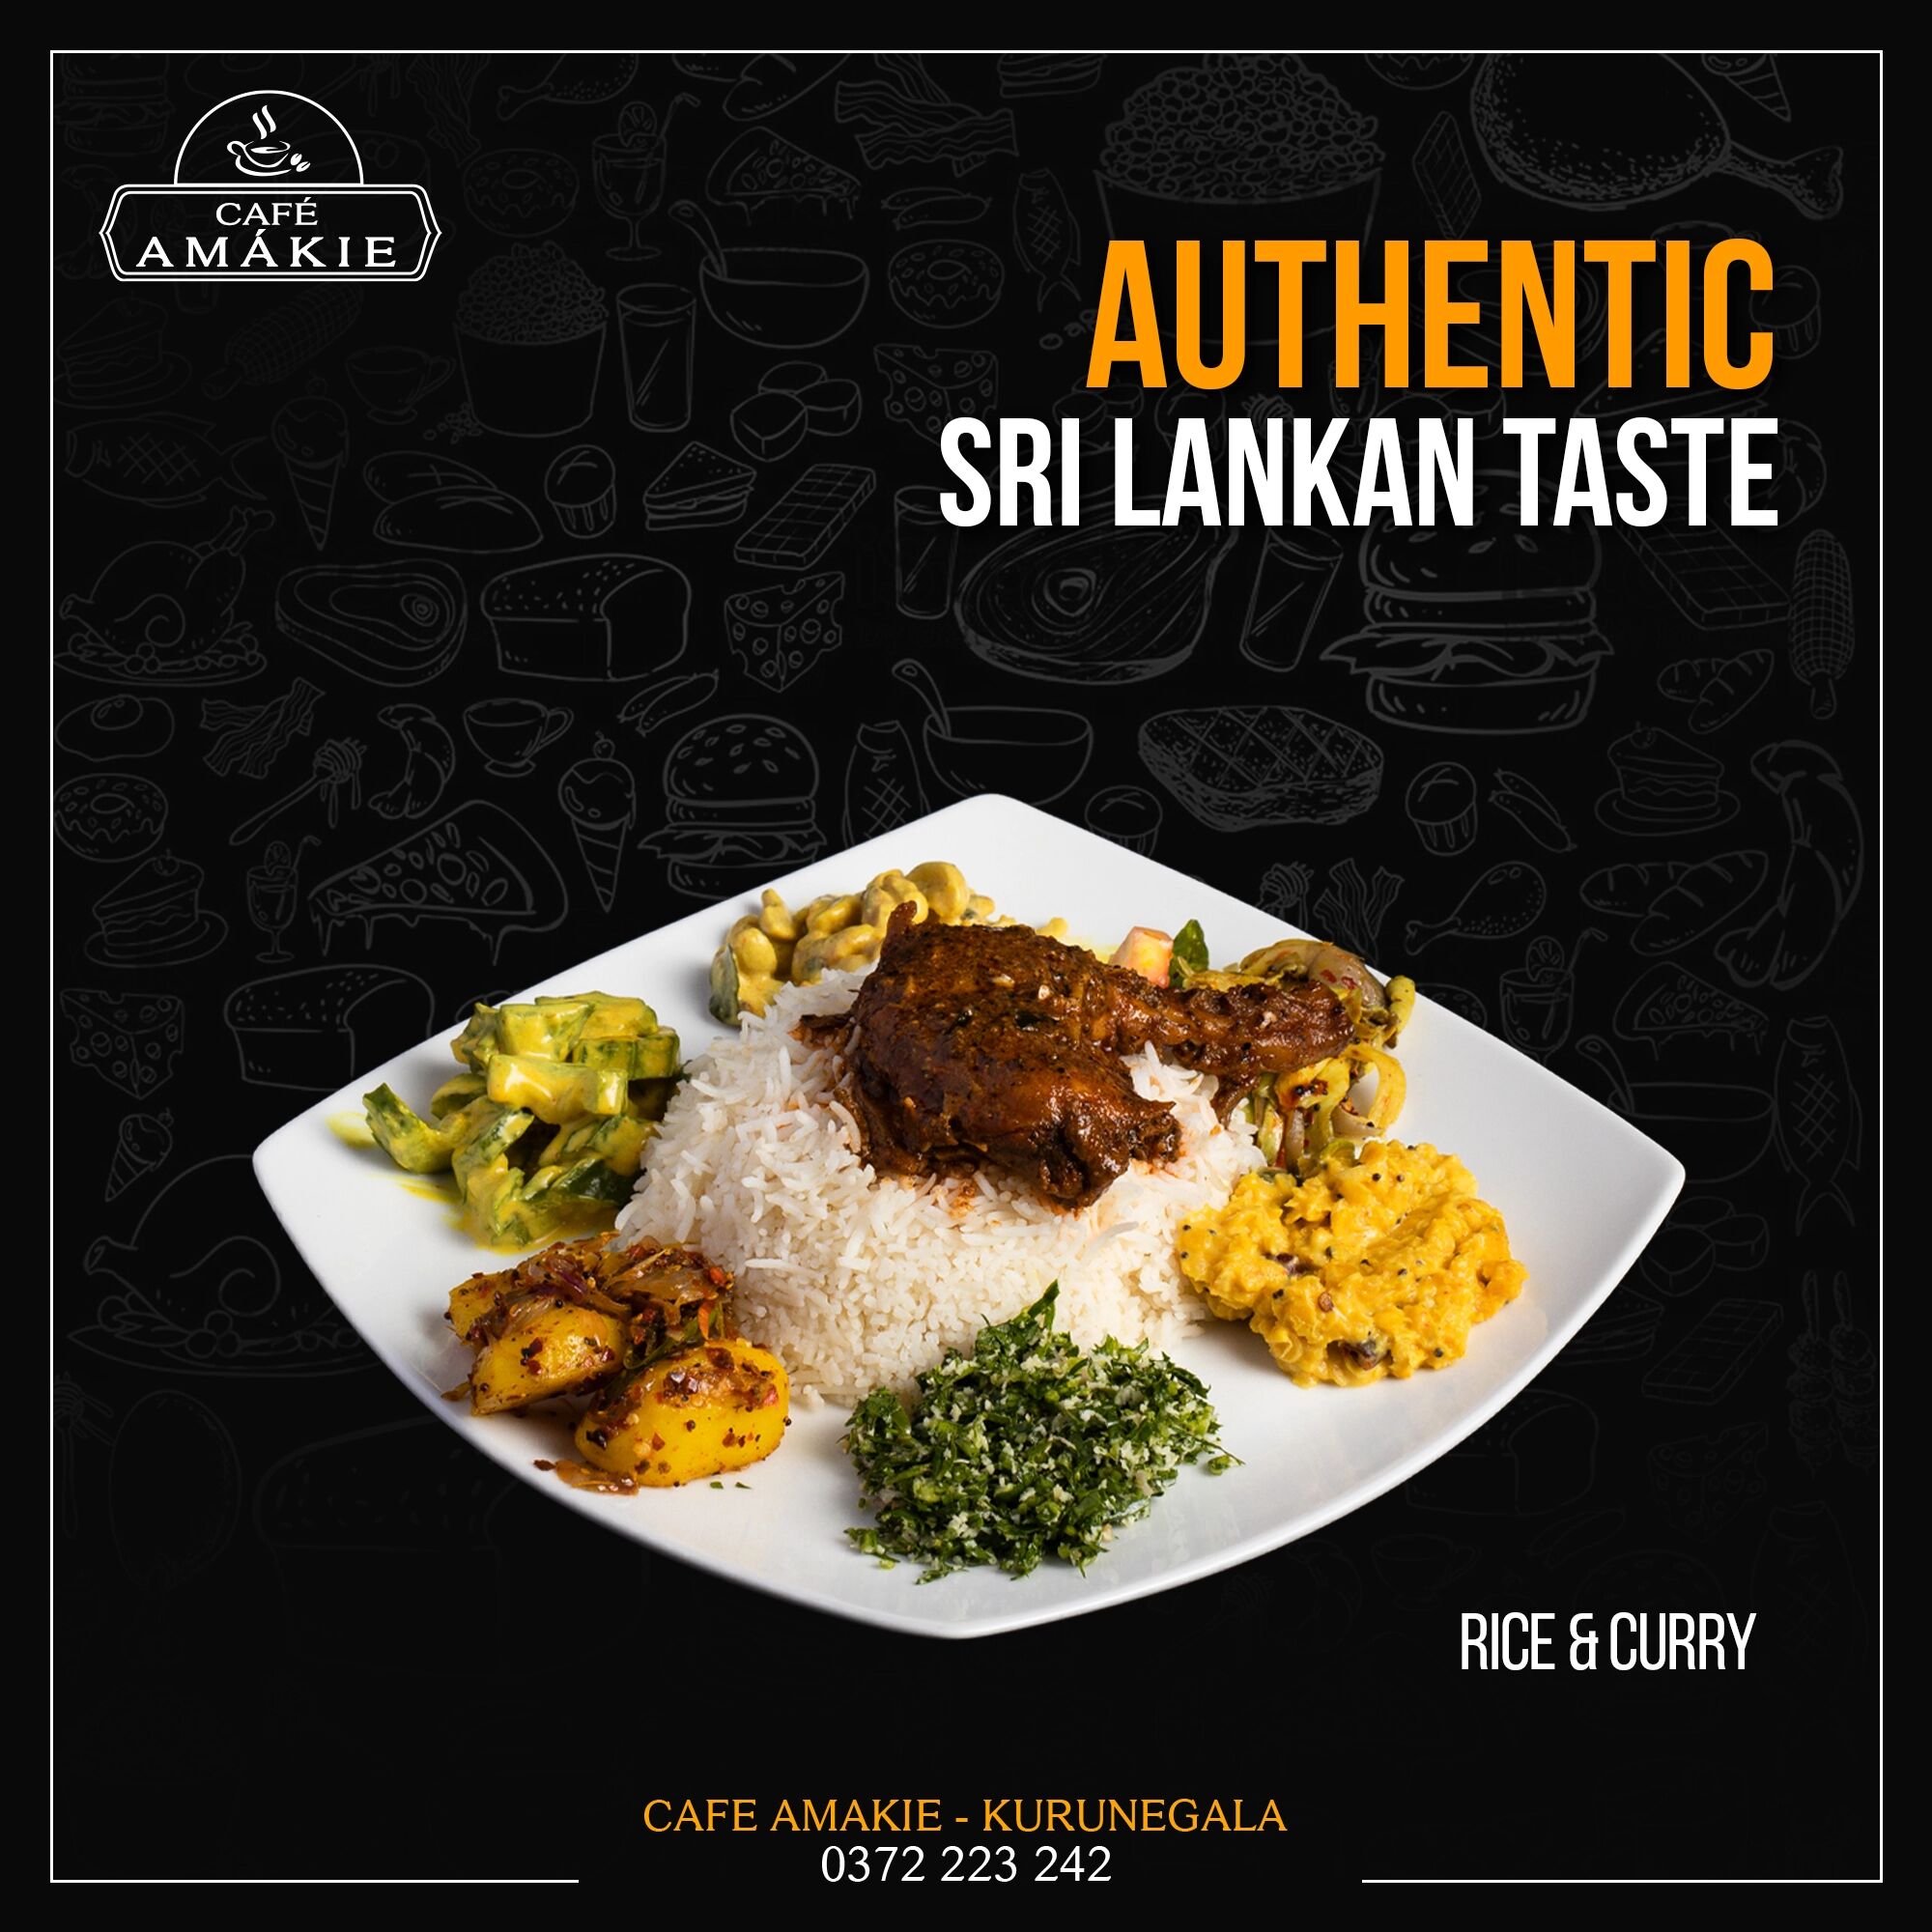 CAFÉ
AMÁKIE
AUTHENTIC
SRI LANKAN TASTE
RICE & CURRY
CAFE AMAKIE - KURUNEGALA
0372 223 242